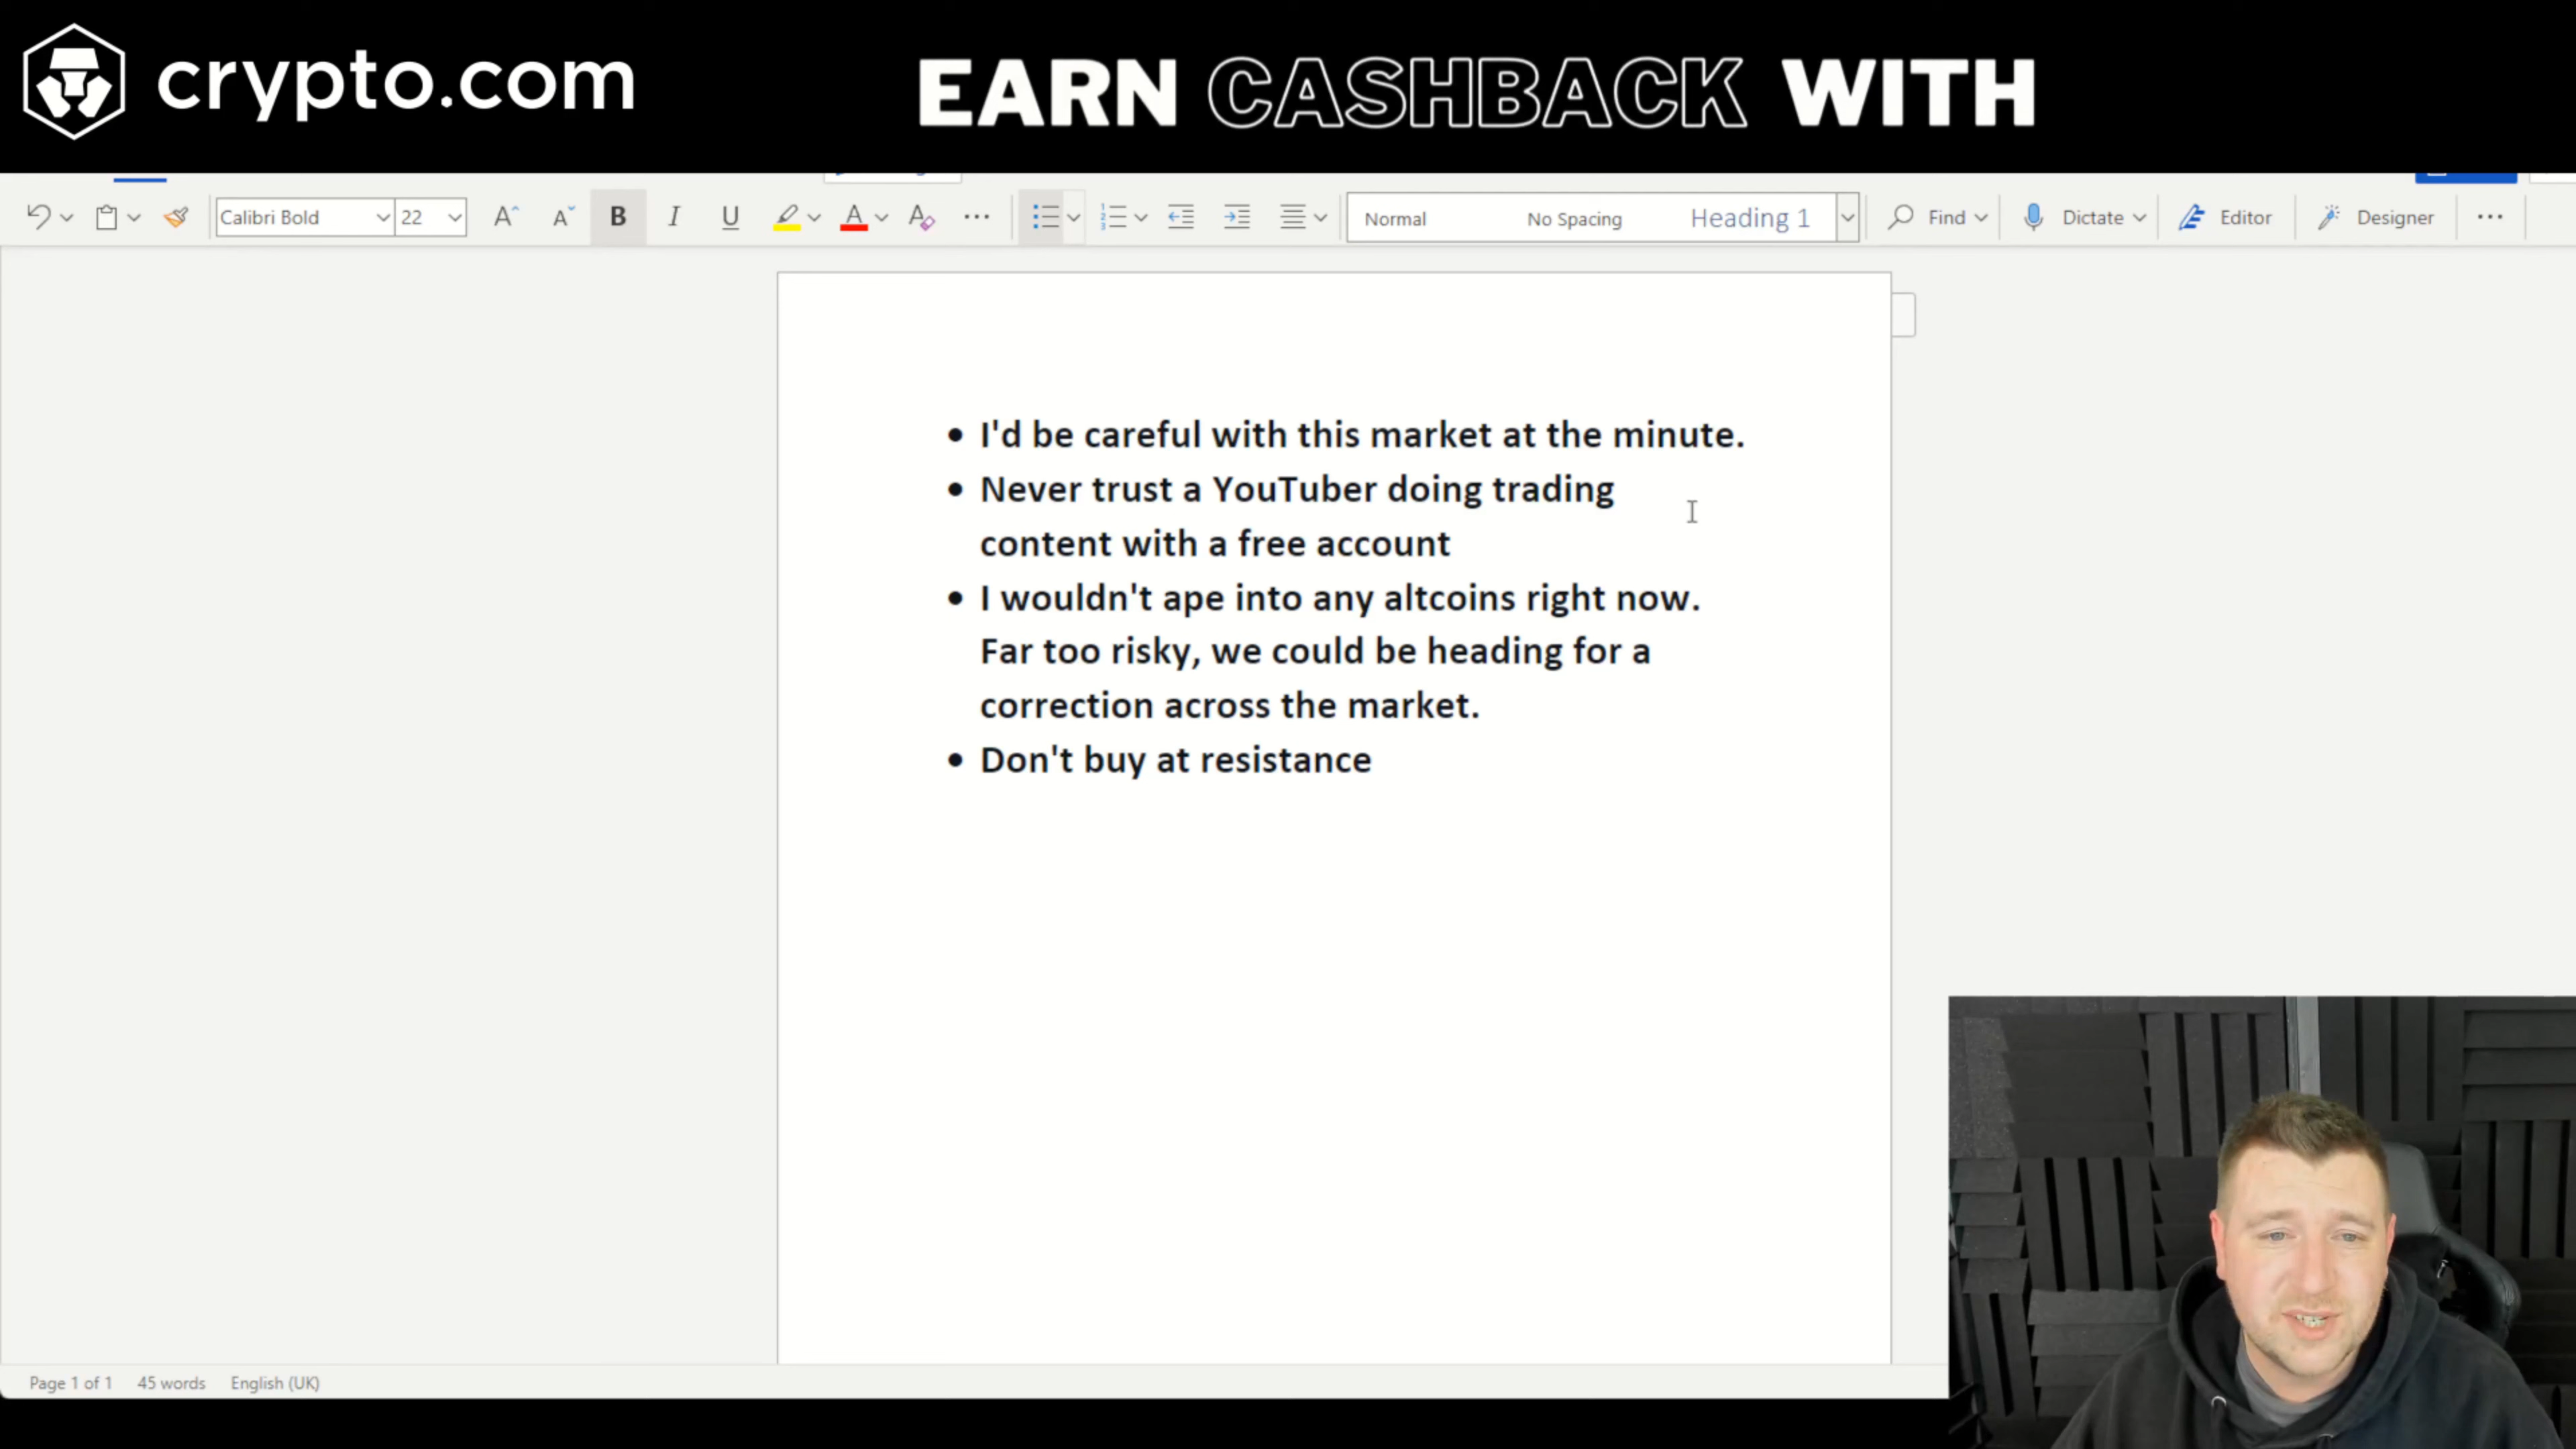 crypto.com
EARN CASHBACK WITH
Calibri Bold
22
B
I
U
Normal
No Spacing
Heading 1
Find
Dictate
Editor
Designer
• I'd be careful with this market at the minute.
• Never trust a YouTuber doing trading
content with a free account
• I wouldn't ape into any altcoins right now.
Far too risky, we could be heading for a
correction across the market.
• Don't buy at resistance
Page 1 of 1
45 words
English (UK)